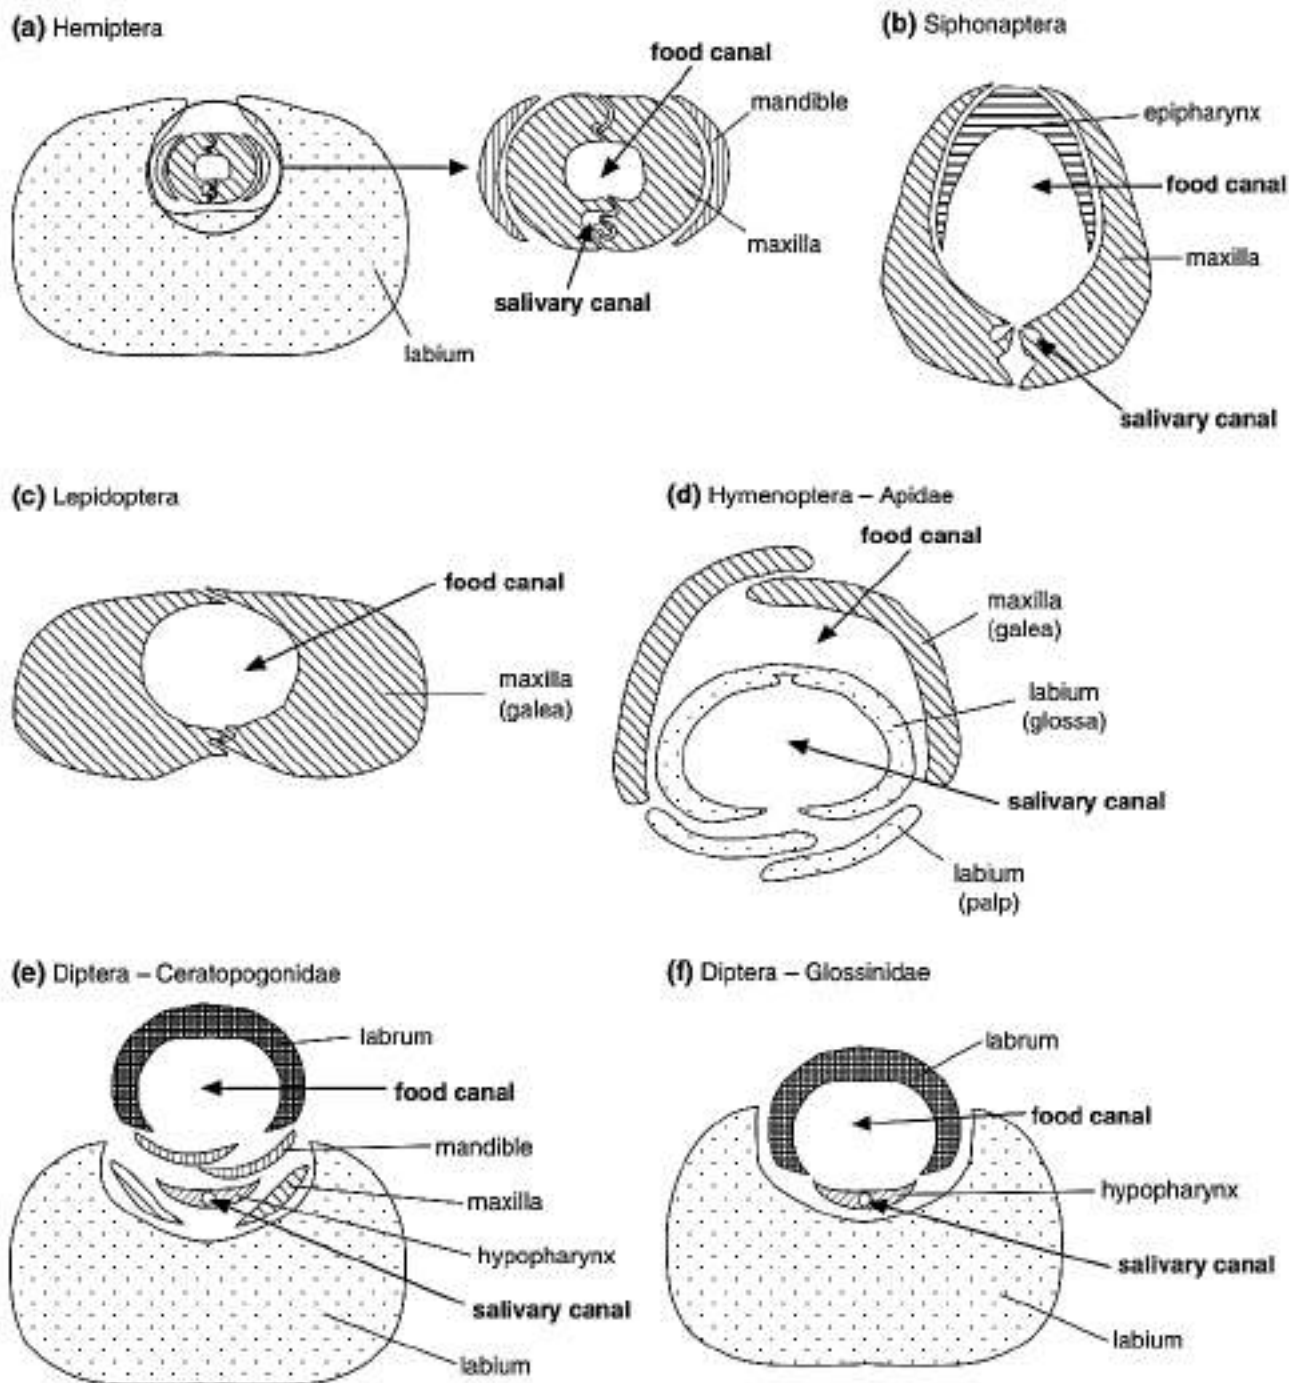 (a) Hemiptera
food canal
mandible
maxilla
salivary canal
labium
(b) Siphonaptera
epipharynx
food canal
maxilla
salivary canal
(c) Lepidoptera
food canal
maxilla
(galea)
(d) Hymenoptera – Apidae
food canal
maxilla
(galea)
labium
(glossa)
salivary canal
labium
(palp)
(e) Diptera – Ceratopogonidae
labrum
food canal
mandible
maxilla
hypopharynx
salivary canal
labium
(f) Diptera – Glossinidae
labrum
food canal
hypopharynx
salivary canal
labium